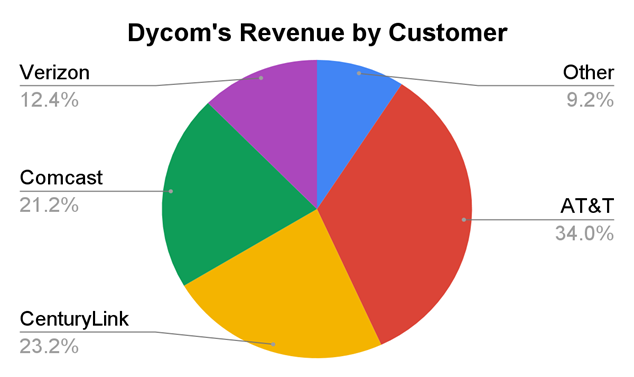 Dycom's Revenue by Customer
Verizon
12.4%
Other
9.2%
Comcast
21.2%
AT&T
34.0%
CenturyLink
23.2%